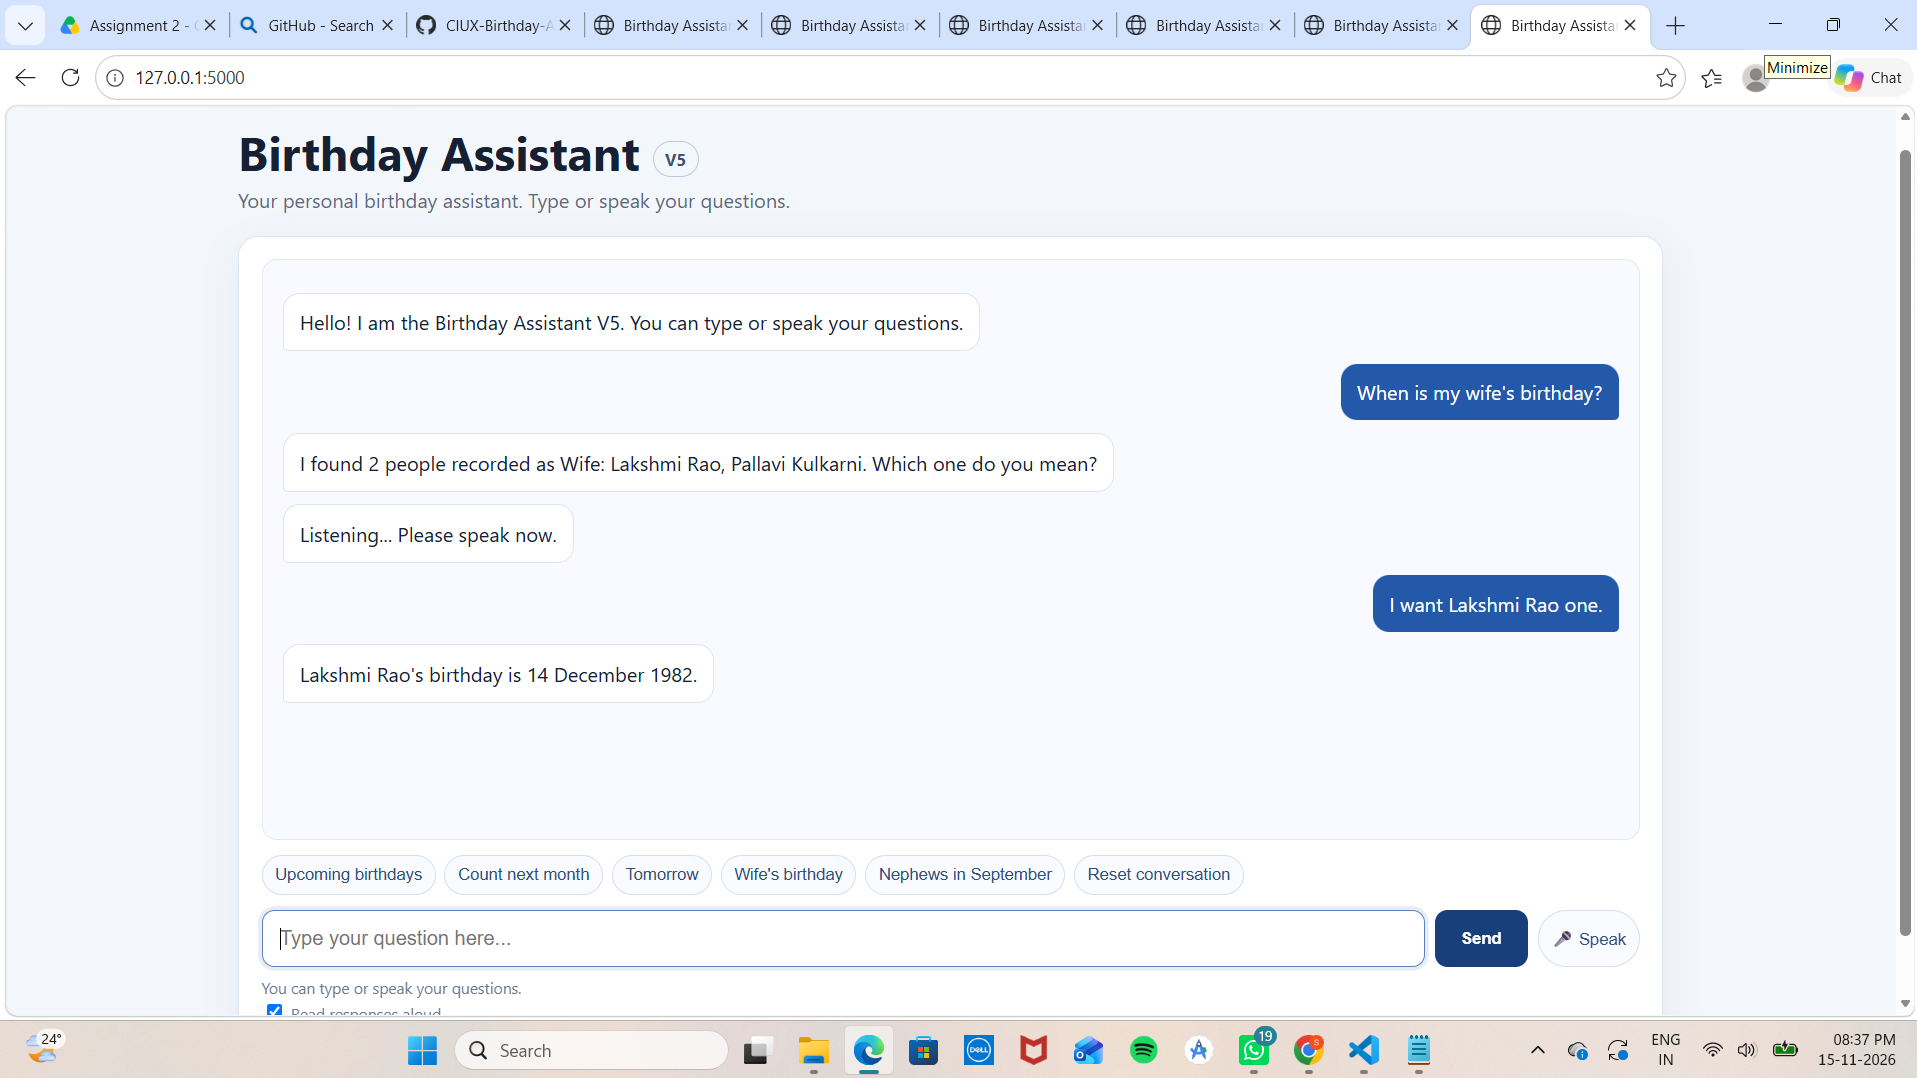 Assignment 2 -
GitHub - Search
CIUX-Birthday-A
Birthday Assista
Birthday Assista
Birthday Assista
Birthday Assista
Birthday Assista
Birthday Assista
127.0.0.1:5000
Minimize
Chat
Birthday Assistant V5
Your personal birthday assistant. Type or speak your questions.
Hello! I am the Birthday Assistant V5. You can type or speak your questions.
When is my wife's birthday?
I found 2 people recorded as Wife: Lakshmi Rao, Pallavi Kulkarni. Which one do you mean?
Listening... Please speak now.
I want Lakshmi Rao one.
Lakshmi Rao's birthday is 14 December 1982.
Upcoming birthdays Count next month Tomorrow Wife's birthday Nephews in September Reset conversation
Type your question here...
Send
Speak
You can type or speak your questions.
Read responses aloud
24°
Search
DELL
19
S
ENG
IN
08:37 PM
15-11-2026